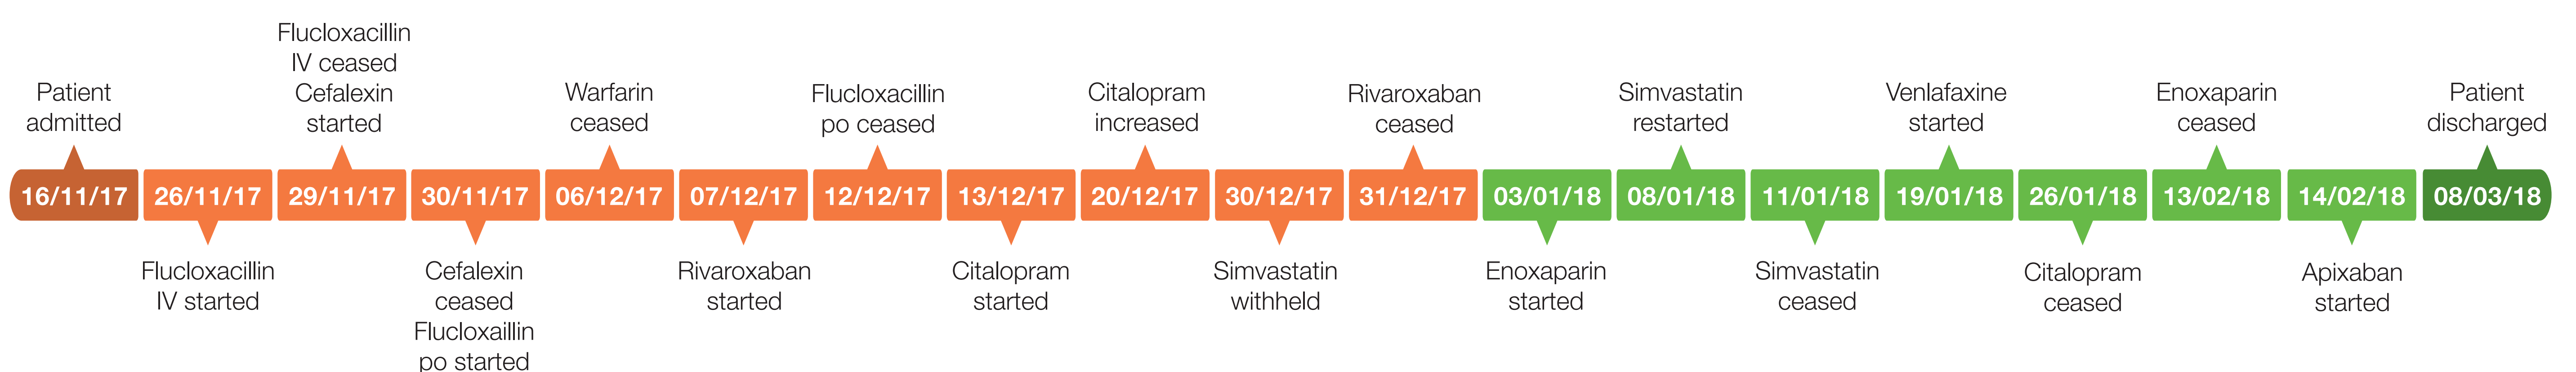 Patient
admitted
16/11/17
26/11/17
Flucloxacillin
IV started
Flucloxacillin
IV ceased
Cefalexin
started
29/11/17
30/11/17
Cefalexin
ceased
Flucloxaillin
po started
Warfarin
ceased
06/12/17
07/12/17
Rivaroxaban
started
Flucloxacillin
po ceased
12/12/17
13/12/17
Citalopram
started
Citalopram
increased
20/12/17
30/12/17
Simvastatin
withheld
Rivaroxaban
ceased
31/12/17
03/01/18
Enoxaparin
started
Simvastatin
restarted
08/01/18
11/01/18
Simvastatin
ceased
Venlafaxine
started
19/01/18
26/01/18
Citalopram
ceased
Enoxaparin
ceased
13/02/18
14/02/18
Apixaban
started
Patient
discharged
08/03/18